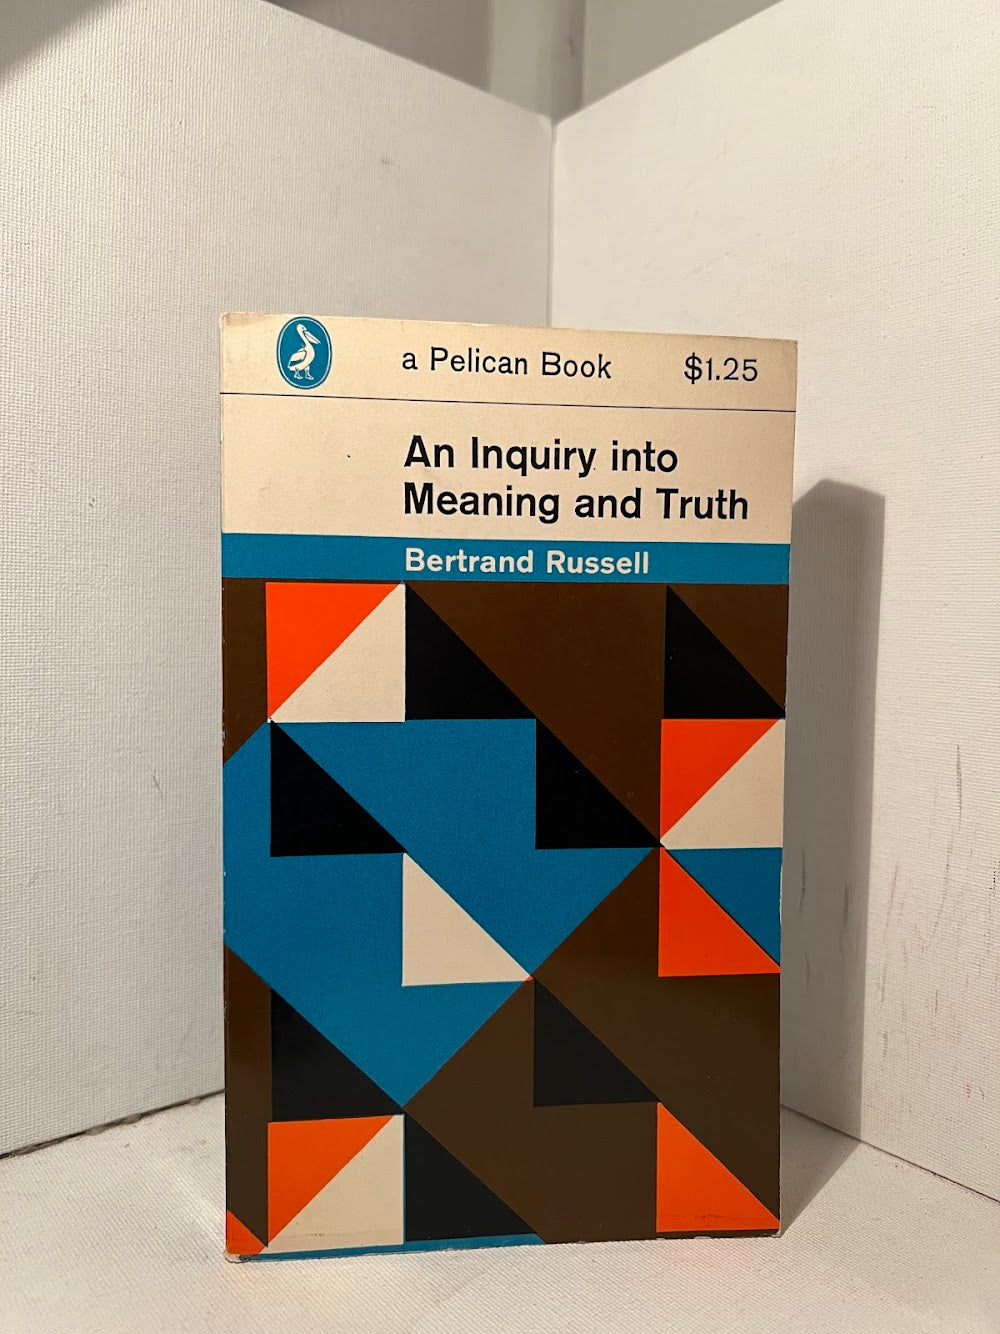 a Pelican Book $1.25
An Inquiry into
Meaning and Truth
Bertrand Russell